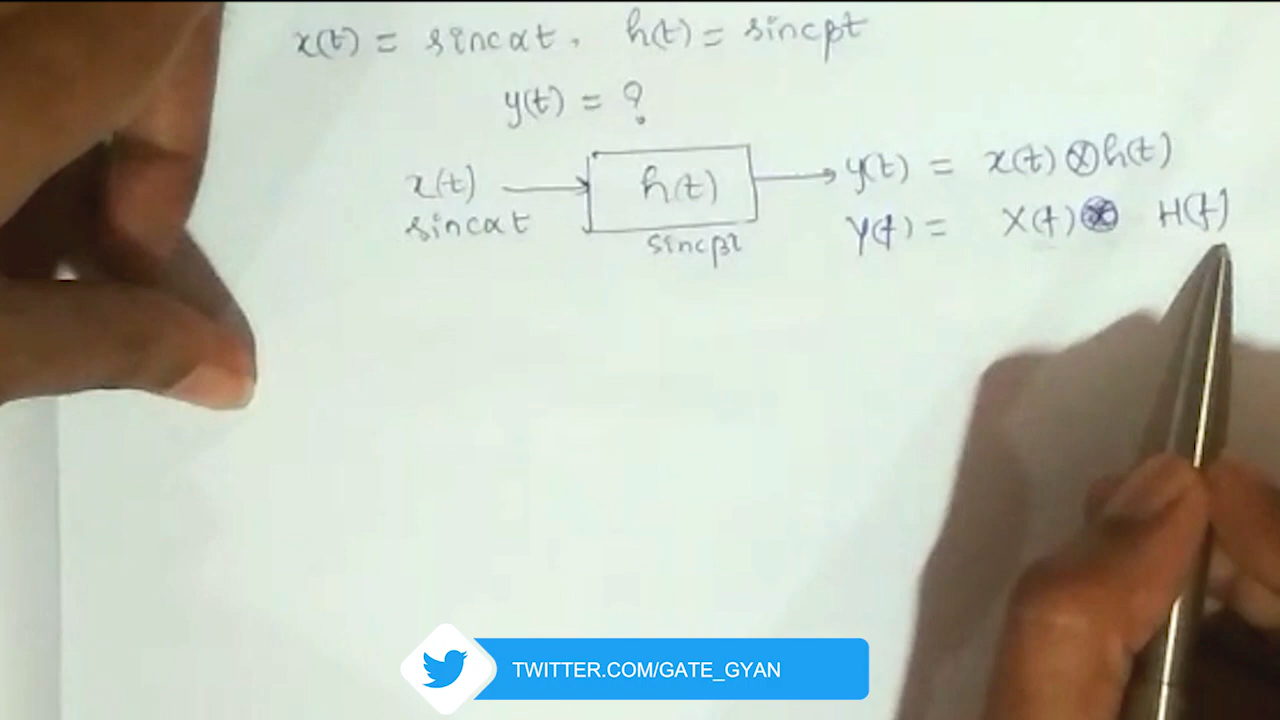 x(t) = sincαt, h(t) = sincβt
y(t) = ?
x(t) → h(t) → y(t) = x(t) ⊗ h(t)
sincαt sincβt Y(f) = X(f) H(f)
TWITTER.COM/GATE_GYAN